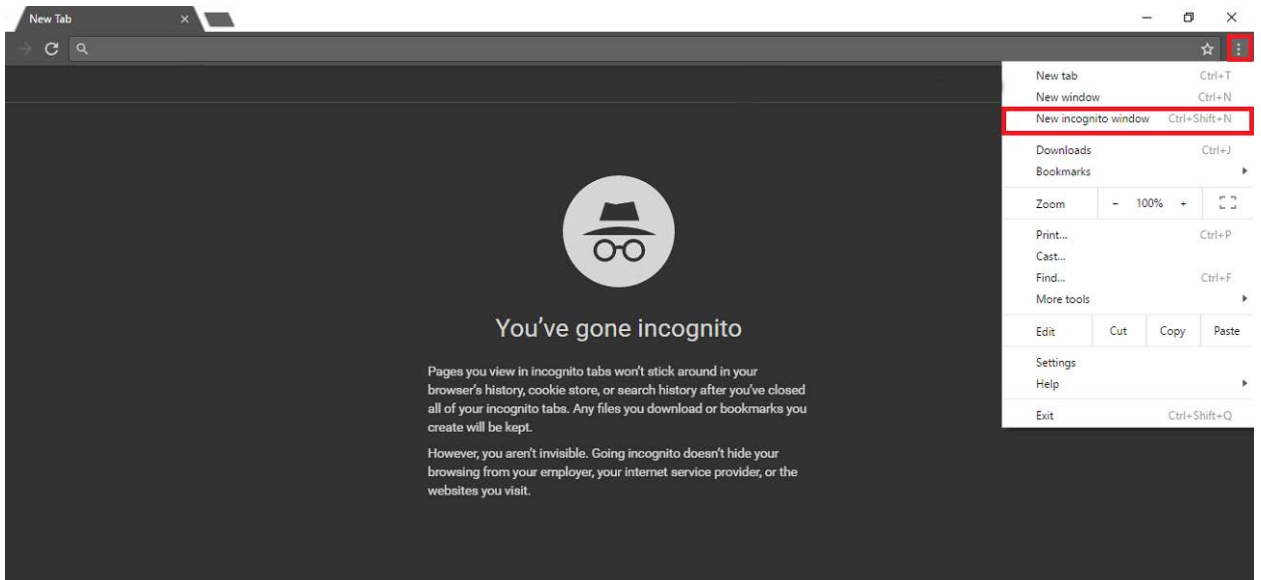 New Tab
New tab Ctrl+T
New window Ctrl+N
New incognito window Ctrl+Shift+N
Downloads Ctrl+J
Bookmarks
Zoom - 100% +
Print... Ctrl+P
Cast...
Find... Ctrl+F
More tools
Edit Cut Copy Paste
Settings
Help
Exit Ctrl+Shift+Q
You've gone incognito
Pages you view in incognito tabs won't stick around in your
browser's history, cookie store, or search history after you've closed
all of your incognito tabs. Any files you download or bookmarks you
create will be kept.
However, you aren't invisible. Going incognito doesn't hide your
browsing from your employer, your internet service provider, or the
websites you visit.